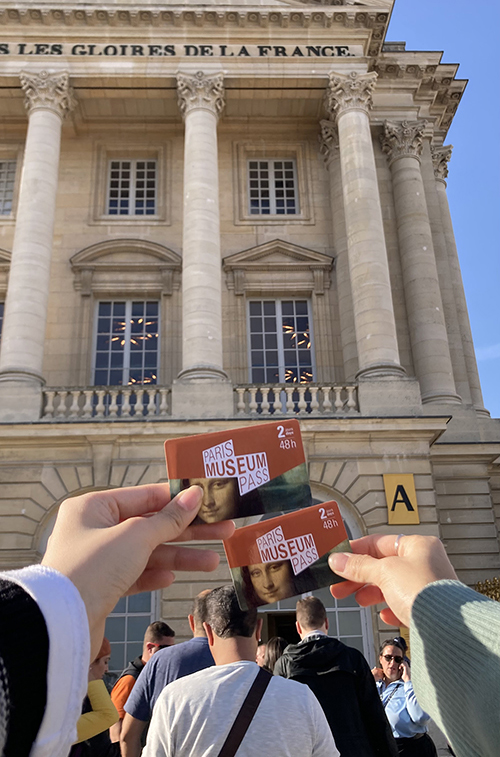 S LES GLOIRES DE LA FRANCE.
2
48h
PARIS
MUSEUM
PASS
2
48h
PARIS
MUSEUM
PASS
A